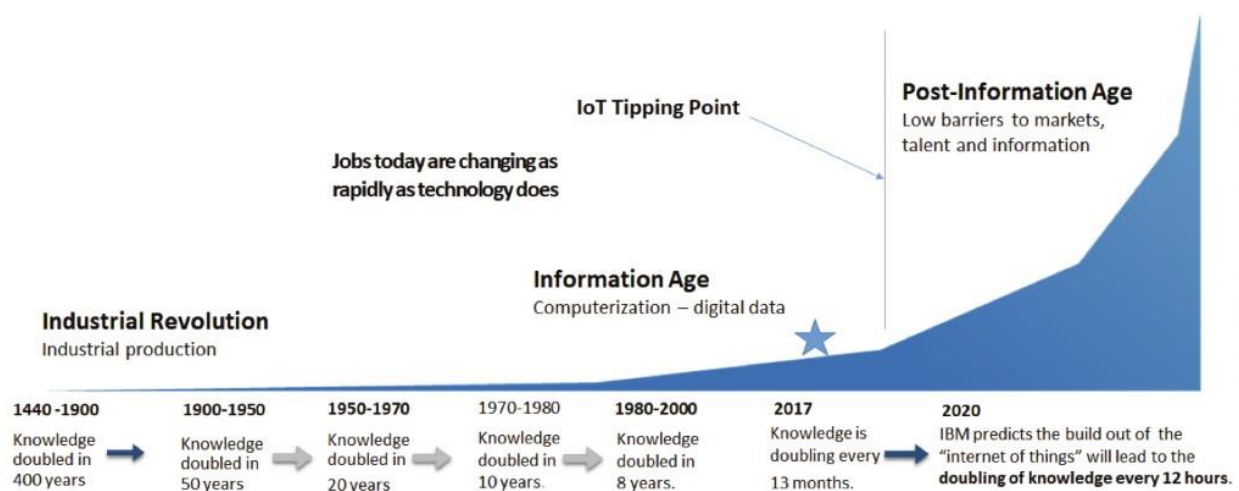 IoT Tipping Point
Post-Information Age
Low barriers to markets,
talent and information
Jobs today are changing as
rapidly as technology does
Information Age
Computerization – digital data
Industrial Revolution
Industrial production
1440 -1900
Knowledge
doubled in
400 years
1900-1950
Knowledge
doubled in
50 years
1950-1970
Knowledge
doubled in
20 years
1970-1980
Knowledge
doubled in
10 years.
1980-2000
Knowledge
doubled in
8 years.
2017
Knowledge is
doubling every
13 months.
2020
IBM predicts the build out of the
“internet of things” will lead to the
doubling of knowledge every 12 hours.